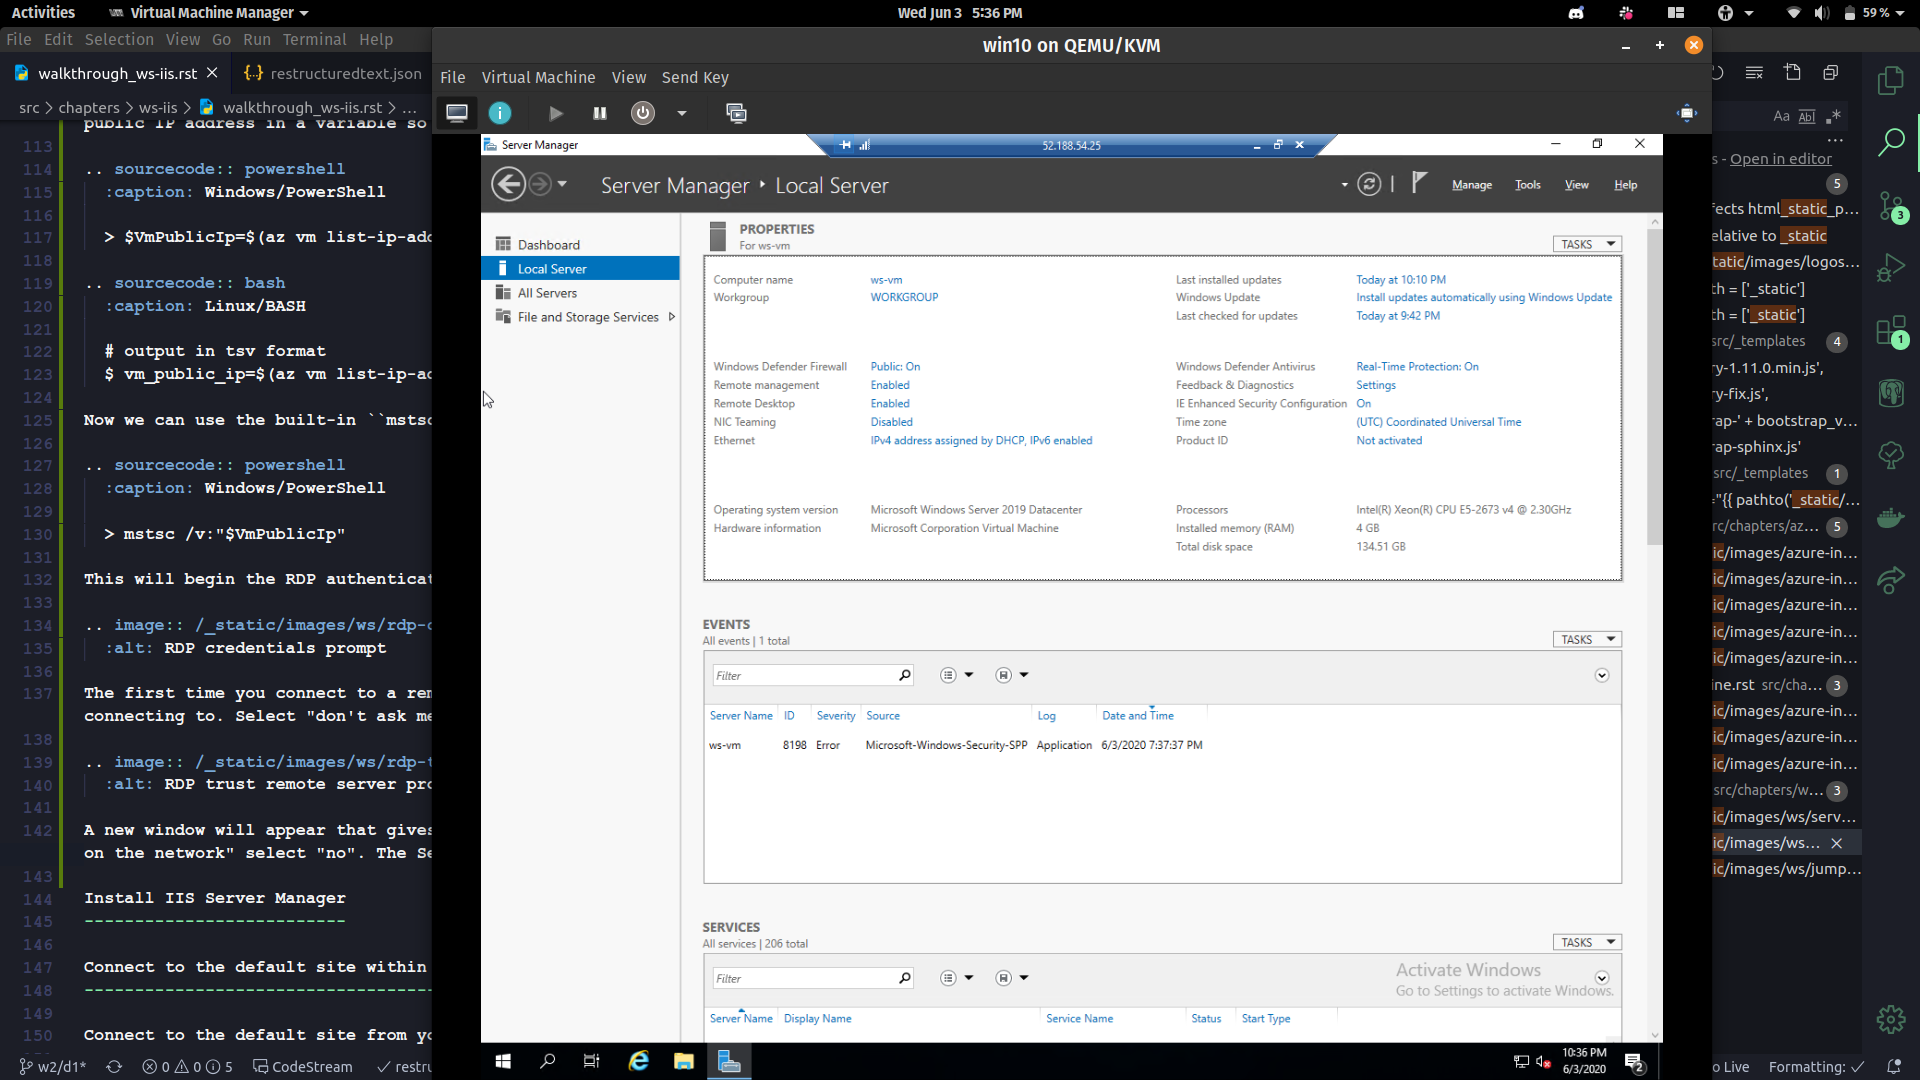 Activities
Virtual Machine Manager
Wed Jun 3 5:36 PM
59 %
File Edit Selection View Go Run Terminal Help
walkthrough_ws-iis.rst
restructuredtext.json
src > chapters > ws-iis > walkthrough_ws-iis.rst > ...
public IP address in a variable so
113
114 .. sourcecode:: powershell
115 :caption: Windows/PowerShell
116
117 > $VmPublicIp=$(az vm list-ip-add
118
119 .. sourcecode:: bash
120 :caption: Linux/BASH
121
122 # output in tsv format
123 $ vm_public_ip=$(az vm list-ip-ad
124
125 Now we can use the built-in ``mstsc
126
127 .. sourcecode:: powershell
128 :caption: Windows/PowerShell
129
130 > mstsc /v:"$VmPublicIp"
131
132 This will begin the RDP authenticat
133
134 .. image:: /_static/images/ws/rdp-c
135 :alt: RDP credentials prompt
136
137 The first time you connect to a rem
connecting to. Select "don't ask me
138
139 .. image:: /_static/images/ws/rdp-t
140 :alt: RDP trust remote server pro
141
142 A new window will appear that gives
on the network" select "no". The Se
143
144 Install IIS Server Manager
145 --------------------------
146
147 Connect to the default site within
148 -----------------------------------
149
150 Connect to the default site from yo
w2/d1*
0 0 5
CodeStream
restru
win10 on QEMU/KVM
File Virtual Machine View Send Key
Server Manager
52.188.54.25
Server Manager ‣ Local Server
Manage Tools View Help
Dashboard
Local Server
All Servers
File and Storage Services
PROPERTIES
For ws-vm
TASKS
Computer name ws-vm
Workgroup WORKGROUP
Last installed updates Today at 10:10 PM
Windows Update Install updates automatically using Windows Update
Last checked for updates Today at 9:42 PM
Windows Defender Firewall Public: On
Remote management Enabled
Remote Desktop Enabled
NIC Teaming Disabled
Ethernet IPv4 address assigned by DHCP, IPv6 enabled
Windows Defender Antivirus Real-Time Protection: On
Feedback & Diagnostics Settings
IE Enhanced Security Configuration On
Time zone (UTC) Coordinated Universal Time
Product ID Not activated
Operating system version Microsoft Windows Server 2019 Datacenter
Hardware information Microsoft Corporation Virtual Machine
Processors Intel(R) Xeon(R) CPU E5-2673 v4 @ 2.30GHz
Installed memory (RAM) 4 GB
Total disk space 134.51 GB
EVENTS
All events | 1 total
TASKS
Filter
Server Name ID Severity Source Log Date and Time
ws-vm 8198 Error Microsoft-Windows-Security-SPP Application 6/3/2020 7:37:37 PM
SERVICES
All services | 206 total
TASKS
Filter
Activate Windows
Go to Settings to activate Windows.
Server Name Display Name Service Name Status Start Type
10:36 PM
6/3/2020
2
Aa Abl .*
s - Open in editor
5
fects html_static_p...
elative to _static
tatic/images/logos...
th = ['_static']
th = ['_static']
src/_templates 4
ry-1.11.0.min.js',
ry-fix.js',
rap-' + bootstrap_v...
rap-sphinx.js'
src/_templates 1
="{{ pathto('_static/...
src/chapters/az... 5
ic/images/azure-in...
ic/images/azure-in...
ic/images/azure-in...
ic/images/azure-in...
ic/images/azure-in...
ine.rst src/cha... 3
ic/images/azure-in...
ic/images/azure-in...
ic/images/azure-in...
src/chapters/w... 3
ic/images/ws/serv...
ic/images/ws...
ic/images/ws/jump...
3
1
o Live
Formatting: